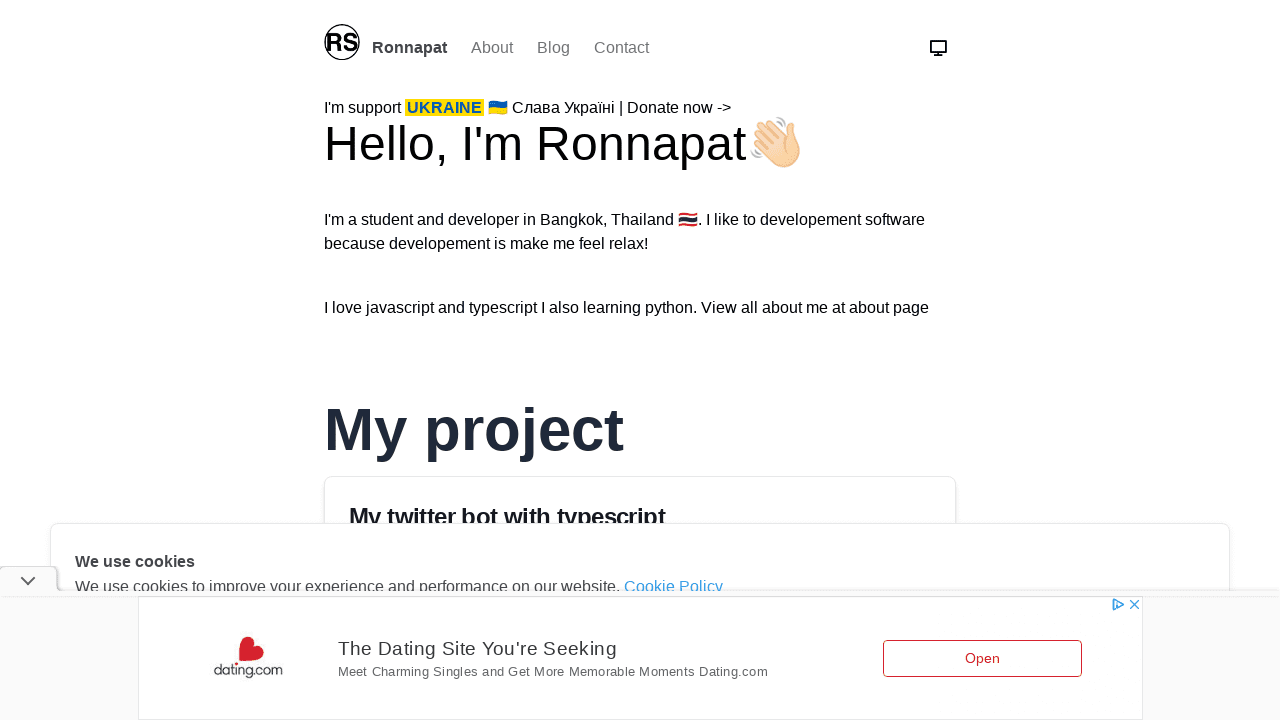 RS Ronnapat About Blog Contact
I'm support UKRAINE 🇺🇦 Слава Україні | Donate now ->
Hello, I'm Ronnapat👋🏻
I'm a student and developer in Bangkok, Thailand 🇹🇭. I like to developement software
because developement is make me feel relax!
I love javascript and typescript I also learning python. View all about me at about page
My project
My twitter bot with typescript
We use cookies
We use cookies to improve your experience and performance on our website. Cookie Policy
dating.com
The Dating Site You're Seeking
Meet Charming Singles and Get More Memorable Moments Dating.com
Open